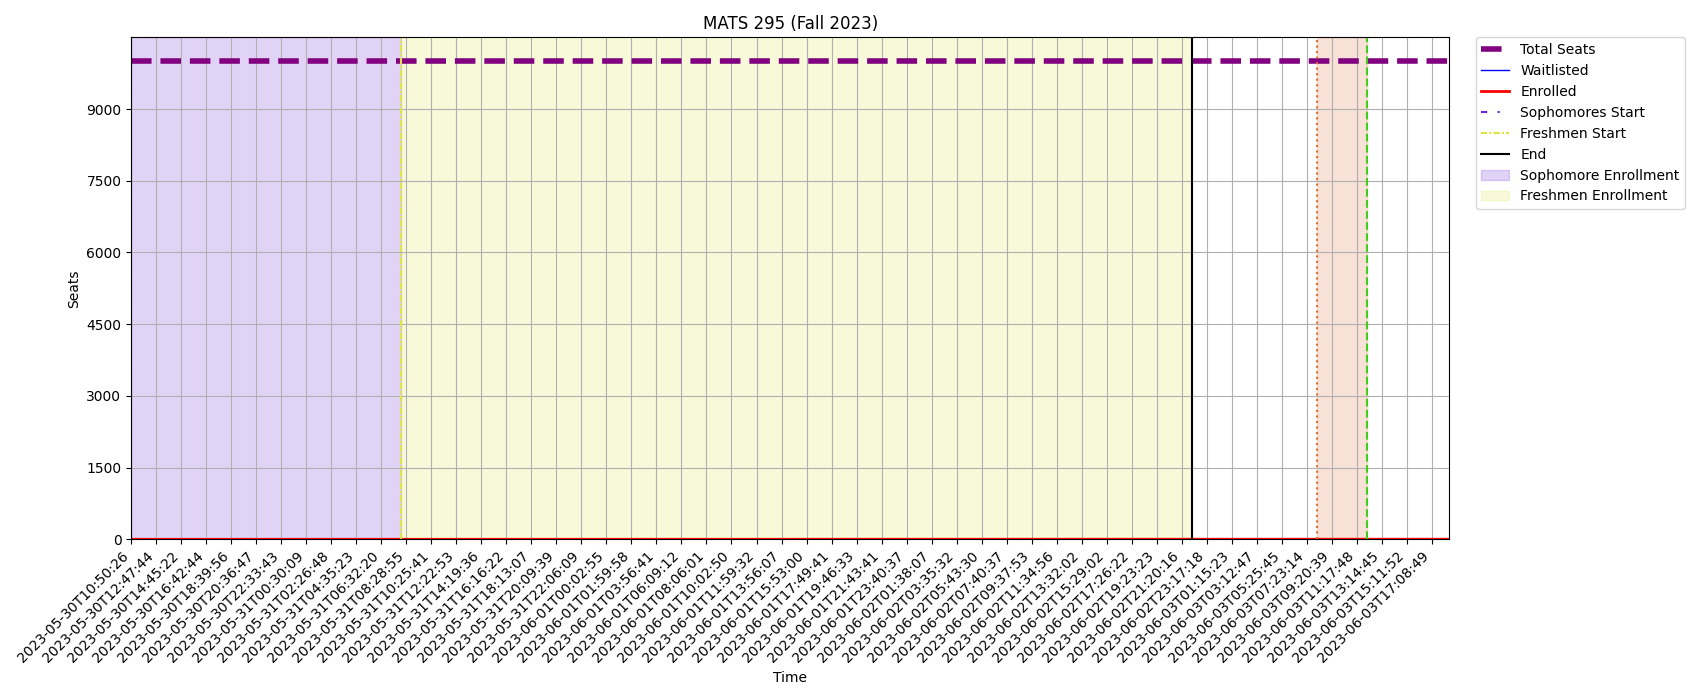 MATS 295 (Fall 2023)
Total Seats
Waitlisted
Enrolled
Sophomores Start
Freshmen Start
End
Sophomore Enrollment
Freshmen Enrollment
Seats
9000
7500
6000
4500
3000
1500
0
2023-05-30T10:50:26
2023-05-30T12:47:44
2023-05-30T14:45:22
2023-05-30T16:42:44
2023-05-30T18:39:56
2023-05-30T20:36:47
2023-05-30T22:33:43
2023-05-31T00:30:09
2023-05-31T02:26:48
2023-05-31T04:35:23
2023-05-31T06:32:20
2023-05-31T08:28:55
2023-05-31T10:25:41
2023-05-31T12:22:53
2023-05-31T14:19:36
2023-05-31T16:16:22
2023-05-31T18:13:07
2023-05-31T20:09:39
2023-05-31T22:06:09
2023-06-01T00:02:55
2023-06-01T01:59:58
2023-06-01T03:56:41
2023-06-01T06:09:12
2023-06-01T08:06:01
2023-06-01T10:02:50
2023-06-01T11:59:32
2023-06-01T13:56:07
2023-06-01T15:53:00
2023-06-01T17:49:41
2023-06-01T19:46:33
2023-06-01T21:43:41
2023-06-01T23:40:37
2023-06-02T01:38:07
2023-06-02T03:35:32
2023-06-02T05:43:30
2023-06-02T07:40:37
2023-06-02T09:37:53
2023-06-02T11:34:56
2023-06-02T13:32:02
2023-06-02T15:29:02
2023-06-02T17:26:22
2023-06-02T19:23:23
2023-06-02T21:20:16
2023-06-02T23:17:18
2023-06-03T01:15:23
2023-06-03T03:12:47
2023-06-03T05:25:45
2023-06-03T07:23:14
2023-06-03T09:20:39
2023-06-03T11:17:48
2023-06-03T13:14:45
2023-06-03T15:11:52
2023-06-03T17:08:49
Time